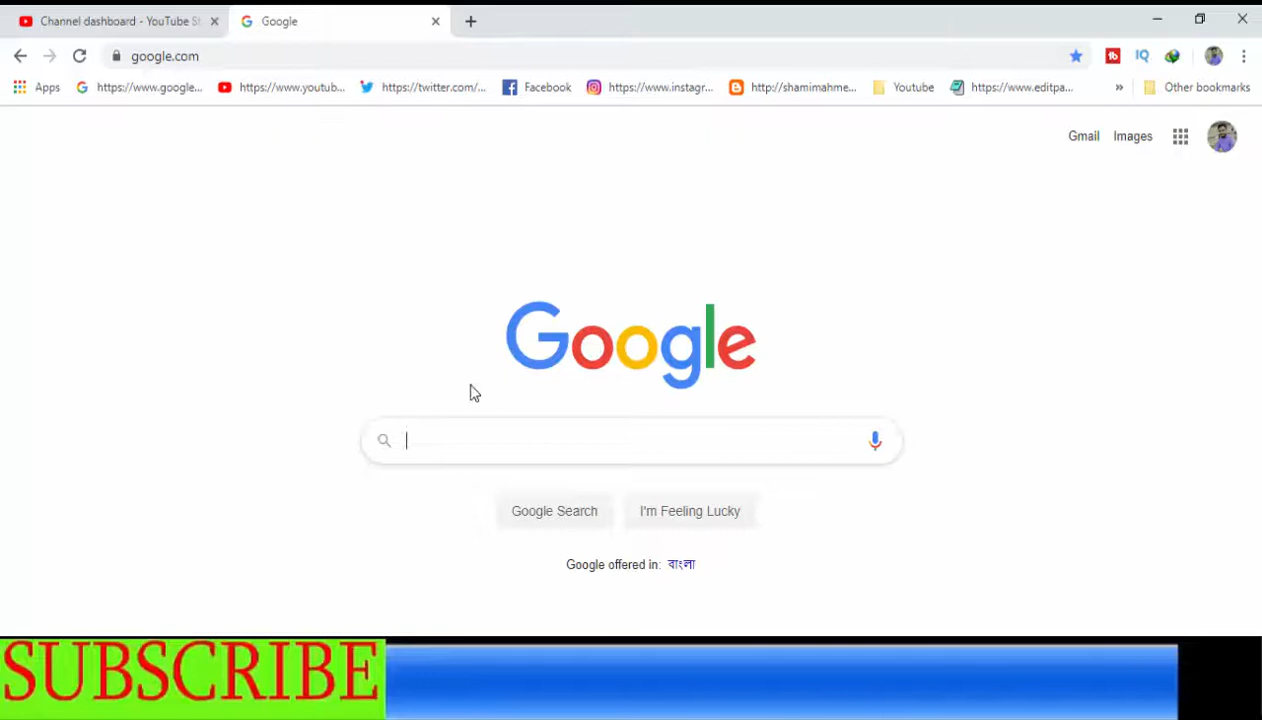 Channel dashboard - YouTube S
Google
google.com
Apps
https://www.google...
https://www.youtub...
https://twitter.com/...
Facebook
https://www.instagr...
http://shamimahme...
Youtube
https://www.editpa...
Other bookmarks
Gmail
Images
Google
Google Search
I'm Feeling Lucky
Google offered in: বাংলা
SUBSCRIBE